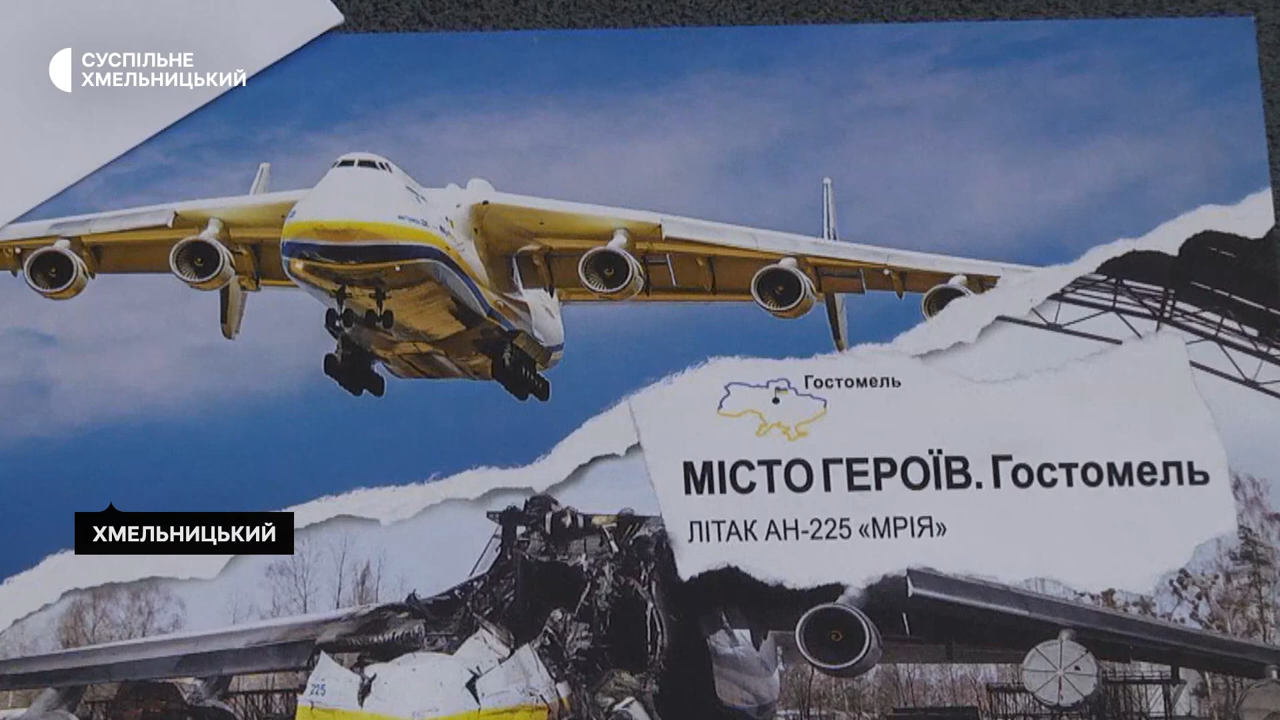 СУСПІЛЬНЕ
ХМЕЛЬНИЦЬКИЙ
Гостомель
МІСТО ГЕРОЇВ. Гостомель
ЛІТАК АН-225 «МРІЯ»
ХМЕЛЬНИЦЬКИЙ
225